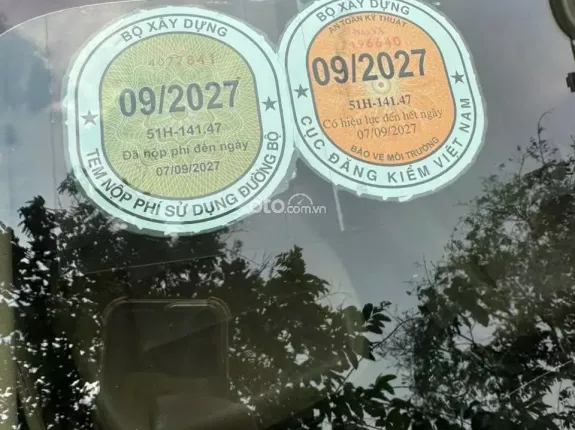 BỘ XÂY DỰNG
4077841
09/2027
51H-141.47
Đã nộp phí đến ngày
07/09/2027
TEM NỘP PHÍ SỬ DỤNG ĐƯỜNG BỘ
BỘ XÂY DỰNG
AN TOÀN KỸ THUẬT
196640
09/2027
51H-141.47
Có hiệu lực đến hết ngày
07/09/2027
BẢO VỆ MÔI TRƯỜNG
CỤC ĐĂNG KIỂM VIỆT NAM
oto.com.vn